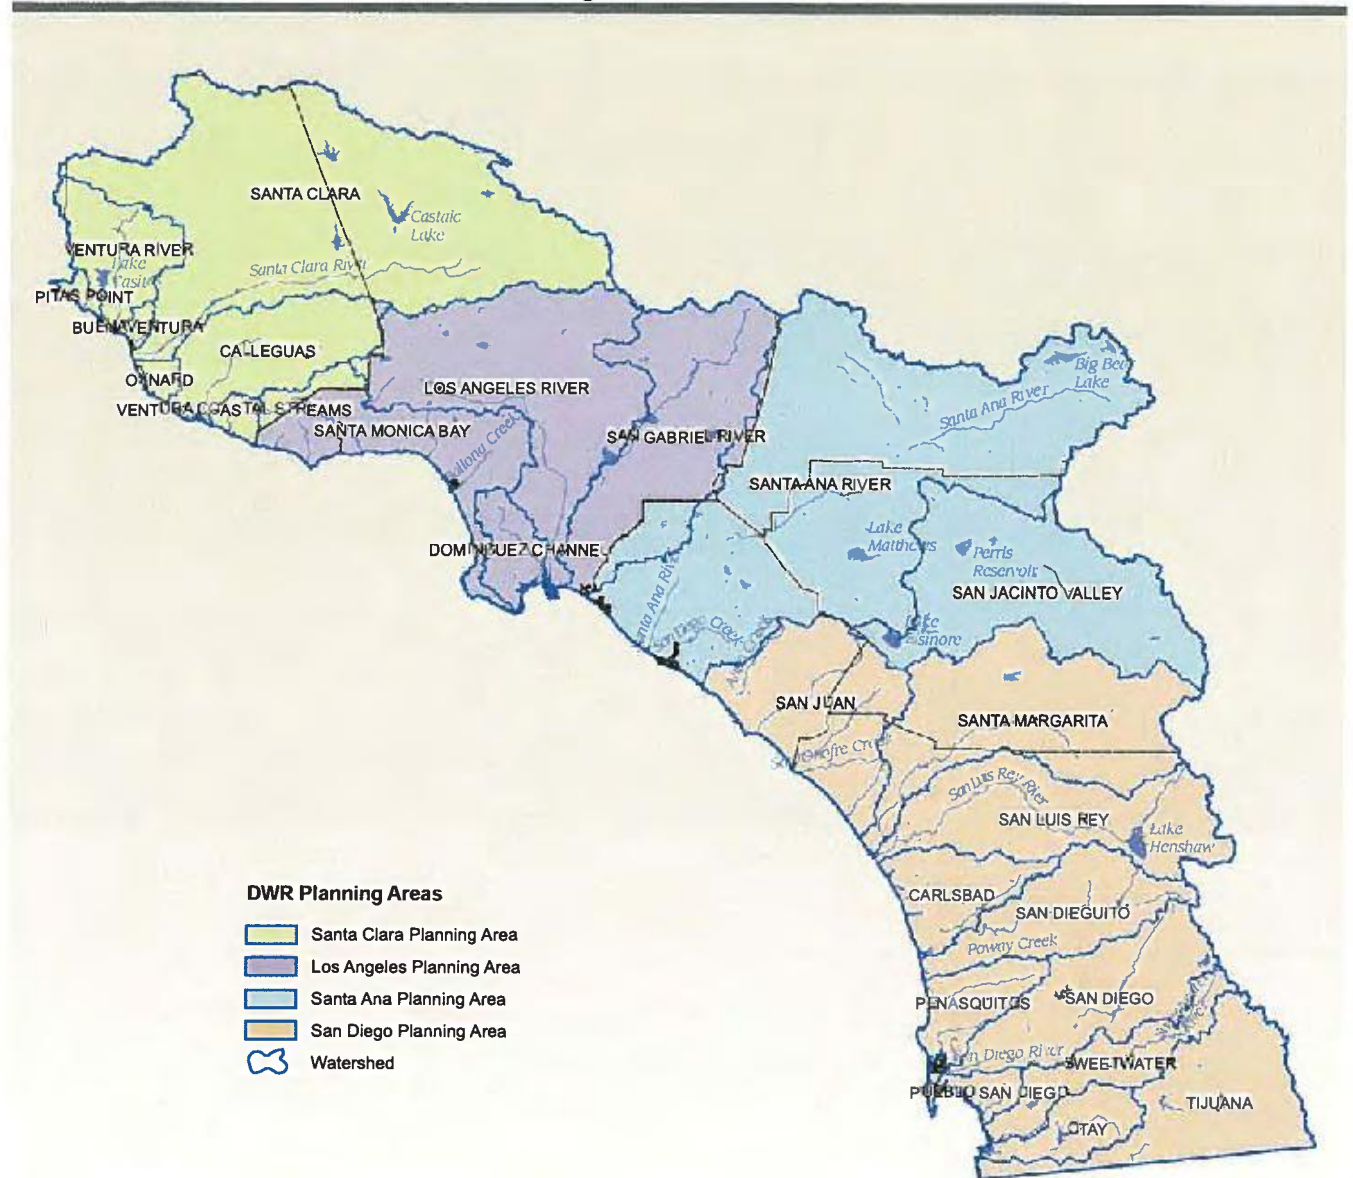 SANTA CLARA
Castaic
Lake
VENTURA RIVER
Lake
Casitas
Santa Clara River
PITAS POINT
BUENAVENTURA
CALLEGUAS
OXNARD
VENTURA COASTAL STREAMS
LOS ANGELES RIVER
SANTA MONICA BAY
Ballona Creek
SAN GABRIEL RIVER
DOMINGUEZ CHANNEL
Big Bear
Lake
Santa Ana River
SANTA ANA RIVER
Lake
Matthews
Perris
Reservoir
SAN JACINTO VALLEY
Santa Ana River
San Diego Creek
Lake
Elsinore
SAN JUAN
SANTA MARGARITA
San Onofre Creek
San Luis Rey River
SAN LUIS REY
Lake
Henshaw
CARLSBAD
SAN DIEGUITO
Poway Creek
PENASQUITOS
SAN DIEGO
San Diego River
SWEETWATER
PUEBLO SAN DIEGO
TIJUANA
OTAY
DWR Planning Areas
Santa Clara Planning Area
Los Angeles Planning Area
Santa Ana Planning Area
San Diego Planning Area
Watershed